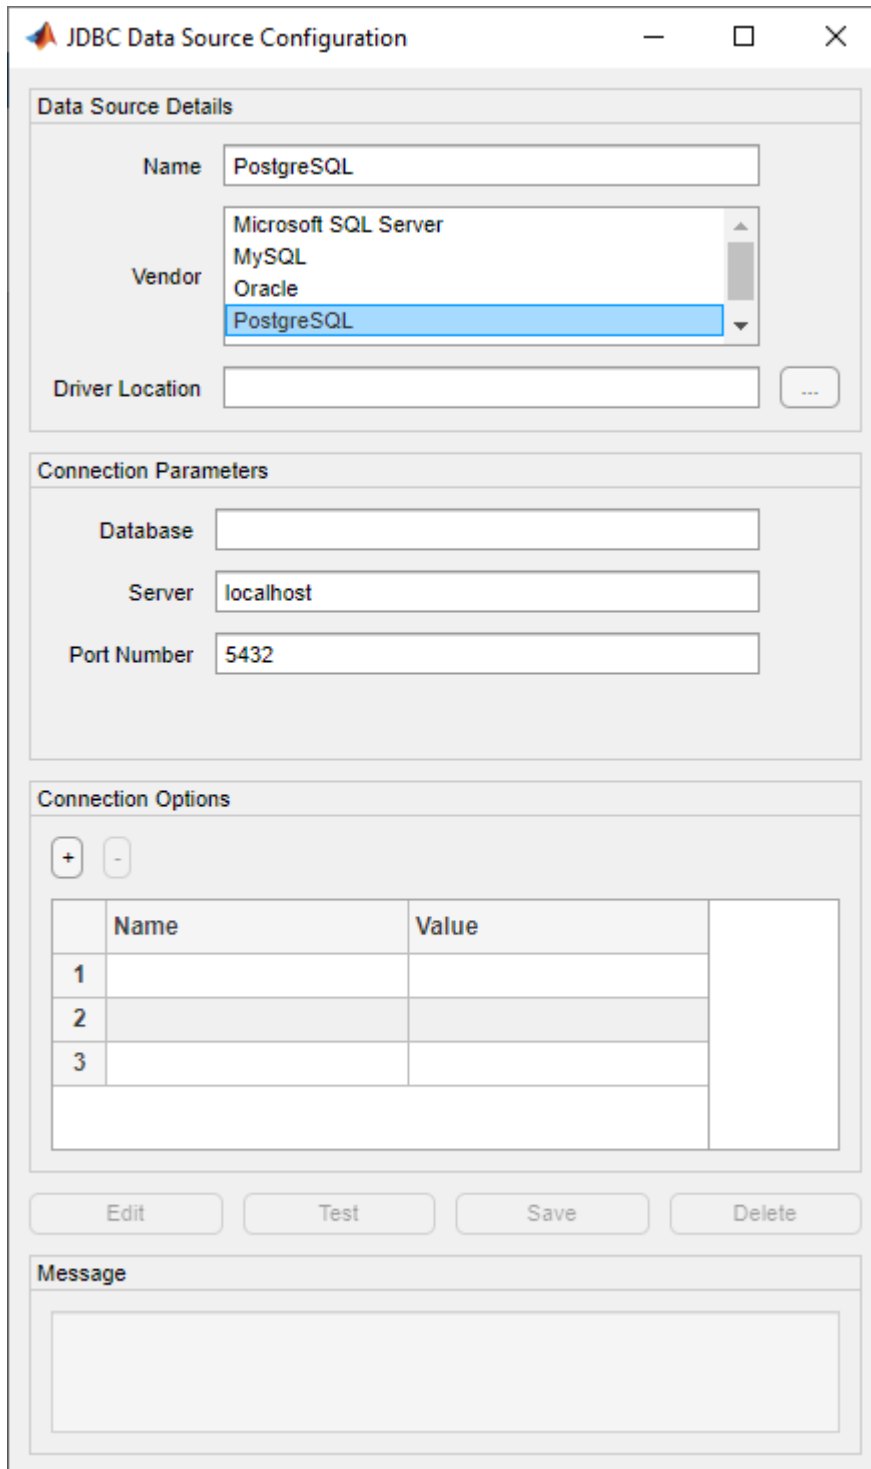 JDBC Data Source Configuration
Data Source Details
Name PostgreSQL
Vendor
Microsoft SQL Server
MySQL
Oracle
PostgreSQL
Driver Location ...
Connection Parameters
Database
Server localhost
Port Number 5432
Connection Options
+ -
Name Value
1
2
3
Edit Test Save Delete
Message